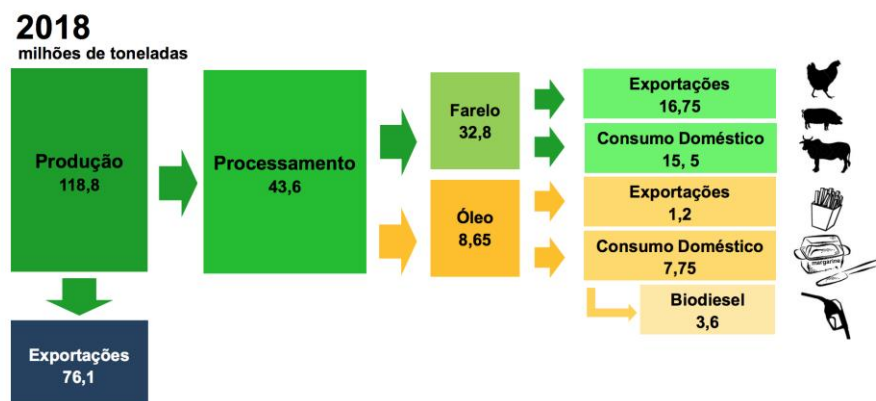 2018
milhões de toneladas
Produção
118,8
Processamento
43,6
Farelo
32,8
Óleo
8,65
Exportações
16,75
Consumo Doméstico
15, 5
Exportações
1,2
Consumo Doméstico
7,75
Biodiesel
3,6
Exportações
76,1
margarine